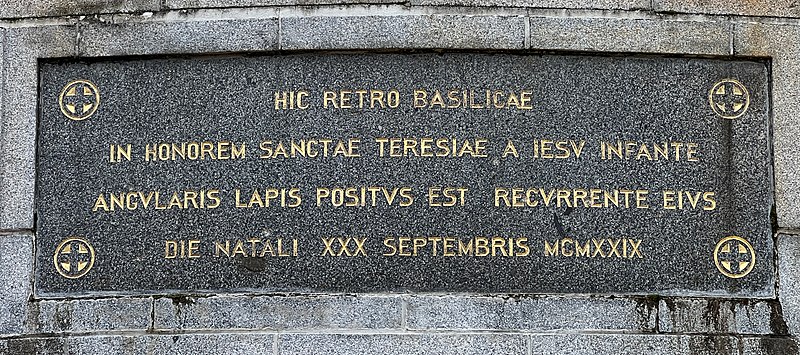 HIC RETRO BASILICAE
IN HONOREM SANCTAE TERESIAE A IESV INFANTE
ANGVLARIS LAPIS POSITVS EST RECVRRENTE EIVS
DIE NATALI XXX SEPTEMBRIS MCMXXIX